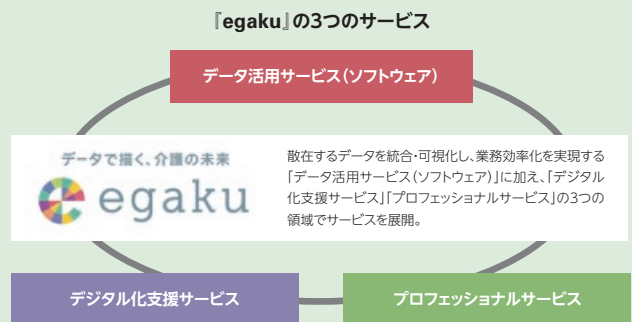 『egaku』の3つのサービス
データ活用サービス（ソフトウェア）
データで描く、介護の未来
egaku
散在するデータを統合・可視化し、業務効率化を実現する
「データ活用サービス（ソフトウェア）」に加え、「デジタル
化支援サービス」「プロフェッショナルサービス」の3つの
領域でサービスを展開。
デジタル化支援サービス
プロフェッショナルサービス